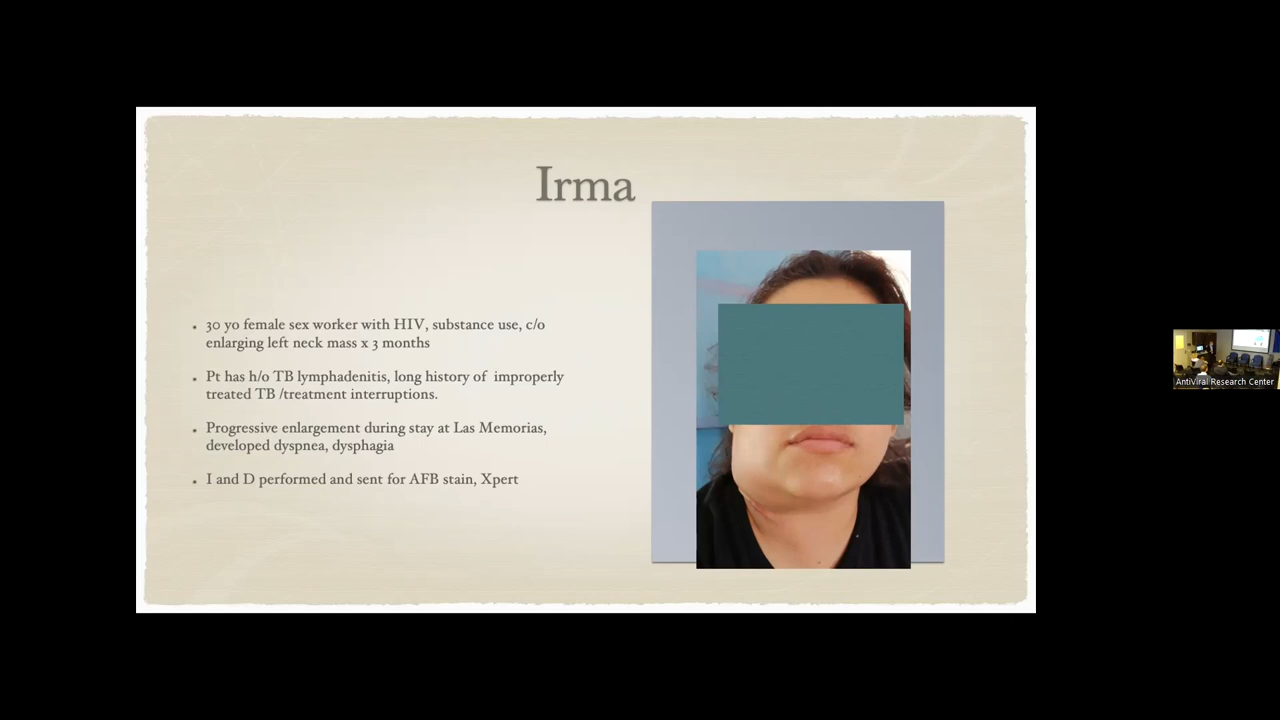 Irma
30 yo female sex worker with HIV, substance use, c/o
enlarging left neck mass x 3 months
Pt has h/o TB lymphadenitis, long history of improperly
treated TB /treatment interruptions.
Progressive enlargement during stay at Las Memorias,
developed dyspnea, dysphagia
I and D performed and sent for AFB stain, Xpert
AntiViral Research Center